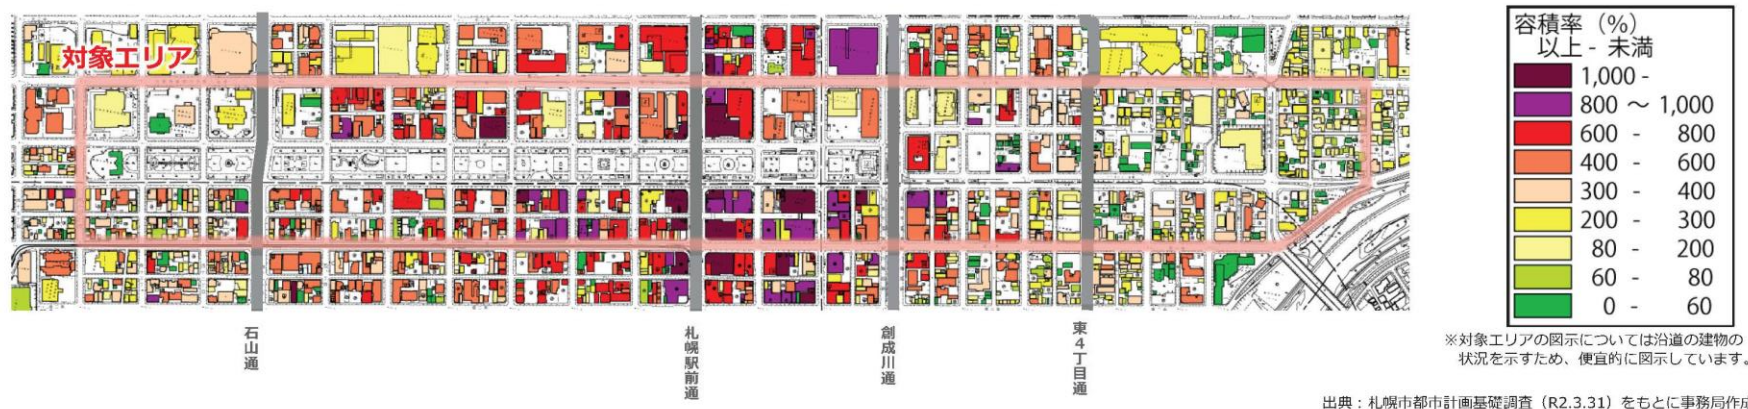 対象エリア
容積率（%）
以上 - 未満
1,000 -
800 ～ 1,000
600 - 800
400 - 600
300 - 400
200 - 300
80 - 200
60 - 80
0 - 60
石山通
札幌駅前通
創成川通
東４丁目通
※対象エリアの図示については沿道の建物の
状況を示すため、便宜的に図示しています。
出典：札幌市都市計画基礎調査（R2.3.31）をもとに事務局作成